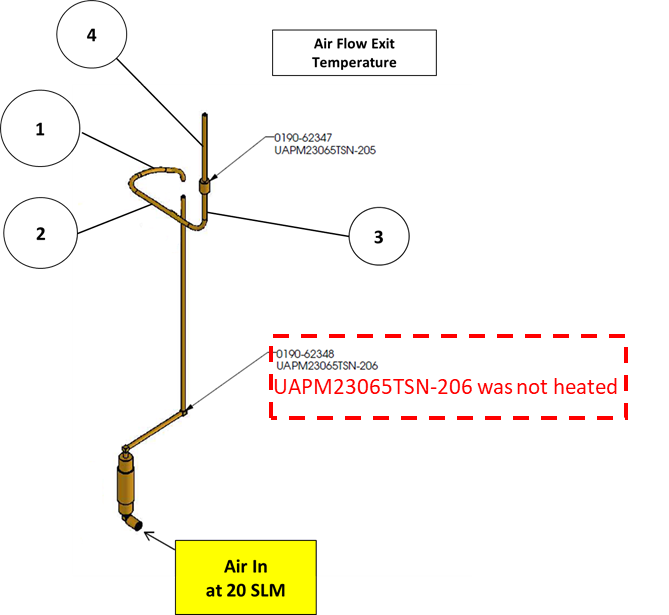 4
Air Flow Exit
Temperature
1
0190-62347
UAPM23065TSN-205
2
3
0190-62348
UAPM23065TSN-206
UAPM23065TSN-206 was not heated
Air In
at 20 SLM